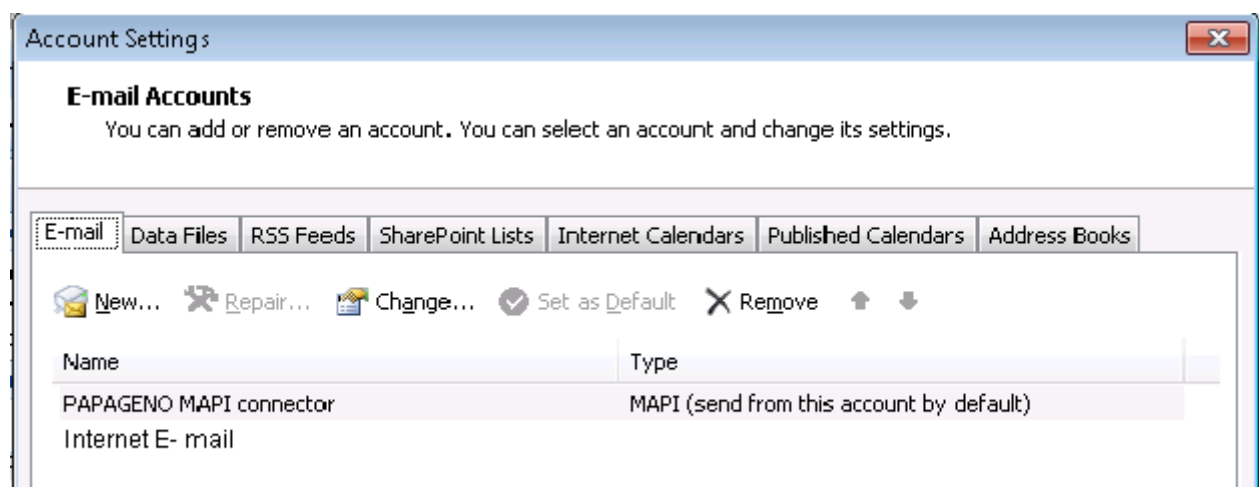 Account Settings
E-mail Accounts
You can add or remove an account. You can select an account and change its settings.
E-mail Data Files RSS Feeds SharePoint Lists Internet Calendars Published Calendars Address Books
New... Repair... Change... Set as Default Remove
Name Type
PAPAGENO MAPI connector MAPI (send from this account by default)
Internet E- mail